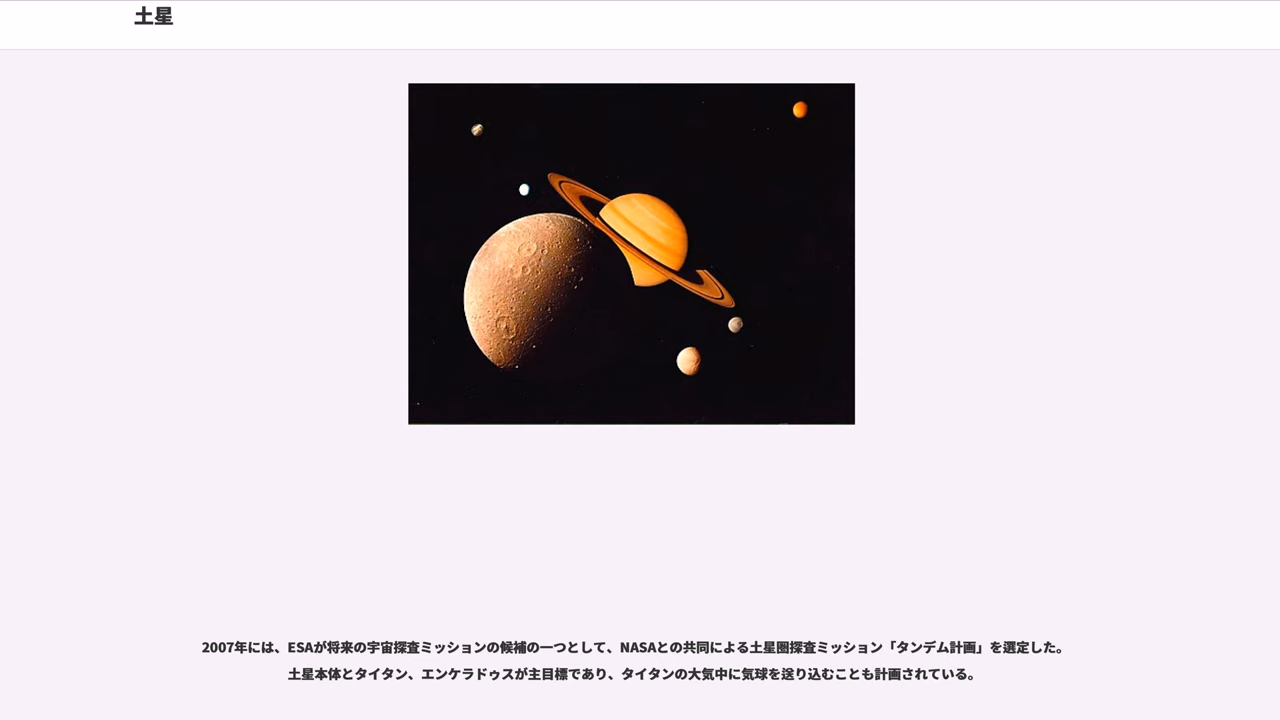 土星
2007年には、ESAが将来の宇宙探査ミッションの候補の一つとして、NASAとの共同による土星圏探査ミッション「タンデム計画」を選定した。
土星本体とタイタン、エンケラドゥスが主目標であり、タイタンの大気中に気球を送り込むことも計画されている。